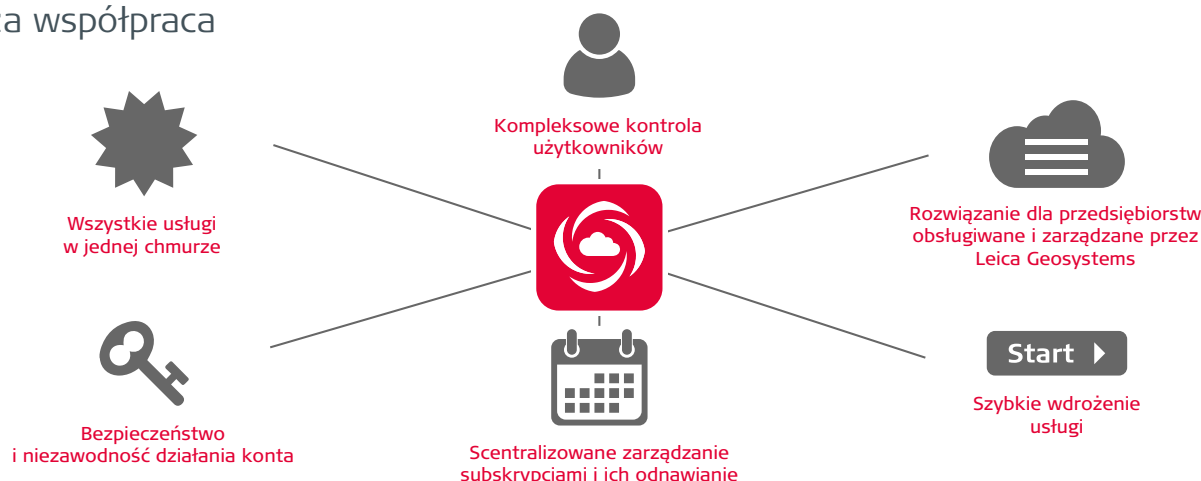 współpraca
Kompleksowe kontrola
użytkowników
Wszystkie usługi
w jednej chmurze
Rozwiązanie dla przedsiębiorstw
obsługiwane i zarządzane przez
Leica Geosystems
Start
Szybkie wdrożenie
usługi
Bezpieczeństwo
i niezawodność działania konta
Scentralizowane zarządzanie
subskrypcjami i ich odnawianie